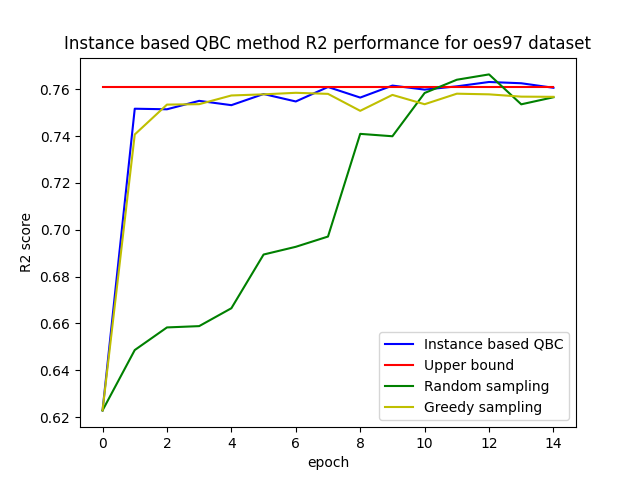 Instance based QBC method R2 performance for oes97 dataset
0.76
0.74
0.72
0.70
0.68
0.66
0.64
0.62
R2 score
0 2 4 6 8 10 12 14
epoch
Instance based QBC
Upper bound
Random sampling
Greedy sampling